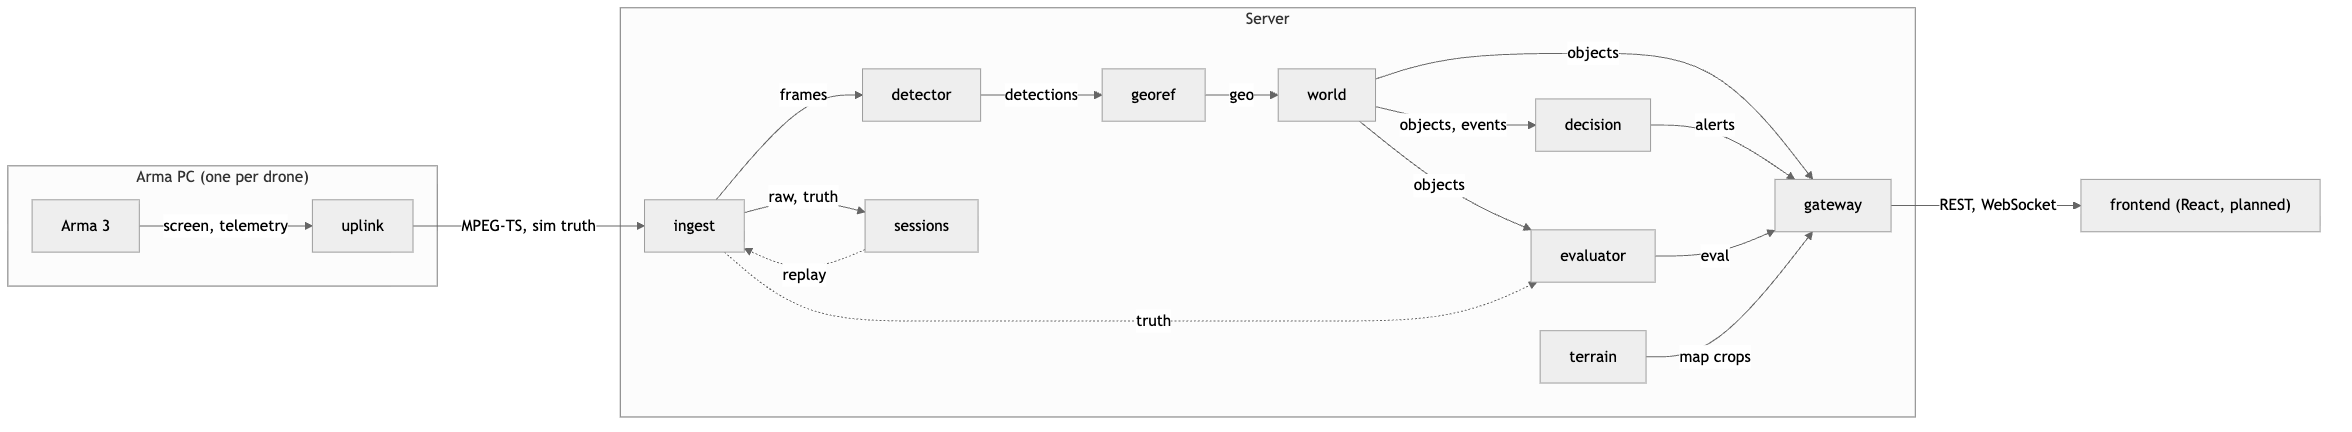 Server
objects
frames
detector
detections
georef
geo
world
objects, events
decision
alerts
Arma PC (one per drone)
objects
raw, truth
Arma 3
screen, telemetry
uplink
MPEG-TS, sim truth
ingest
sessions
gateway
REST, WebSocket
frontend (React, planned)
replay
evaluator
eval
truth
terrain
map crops